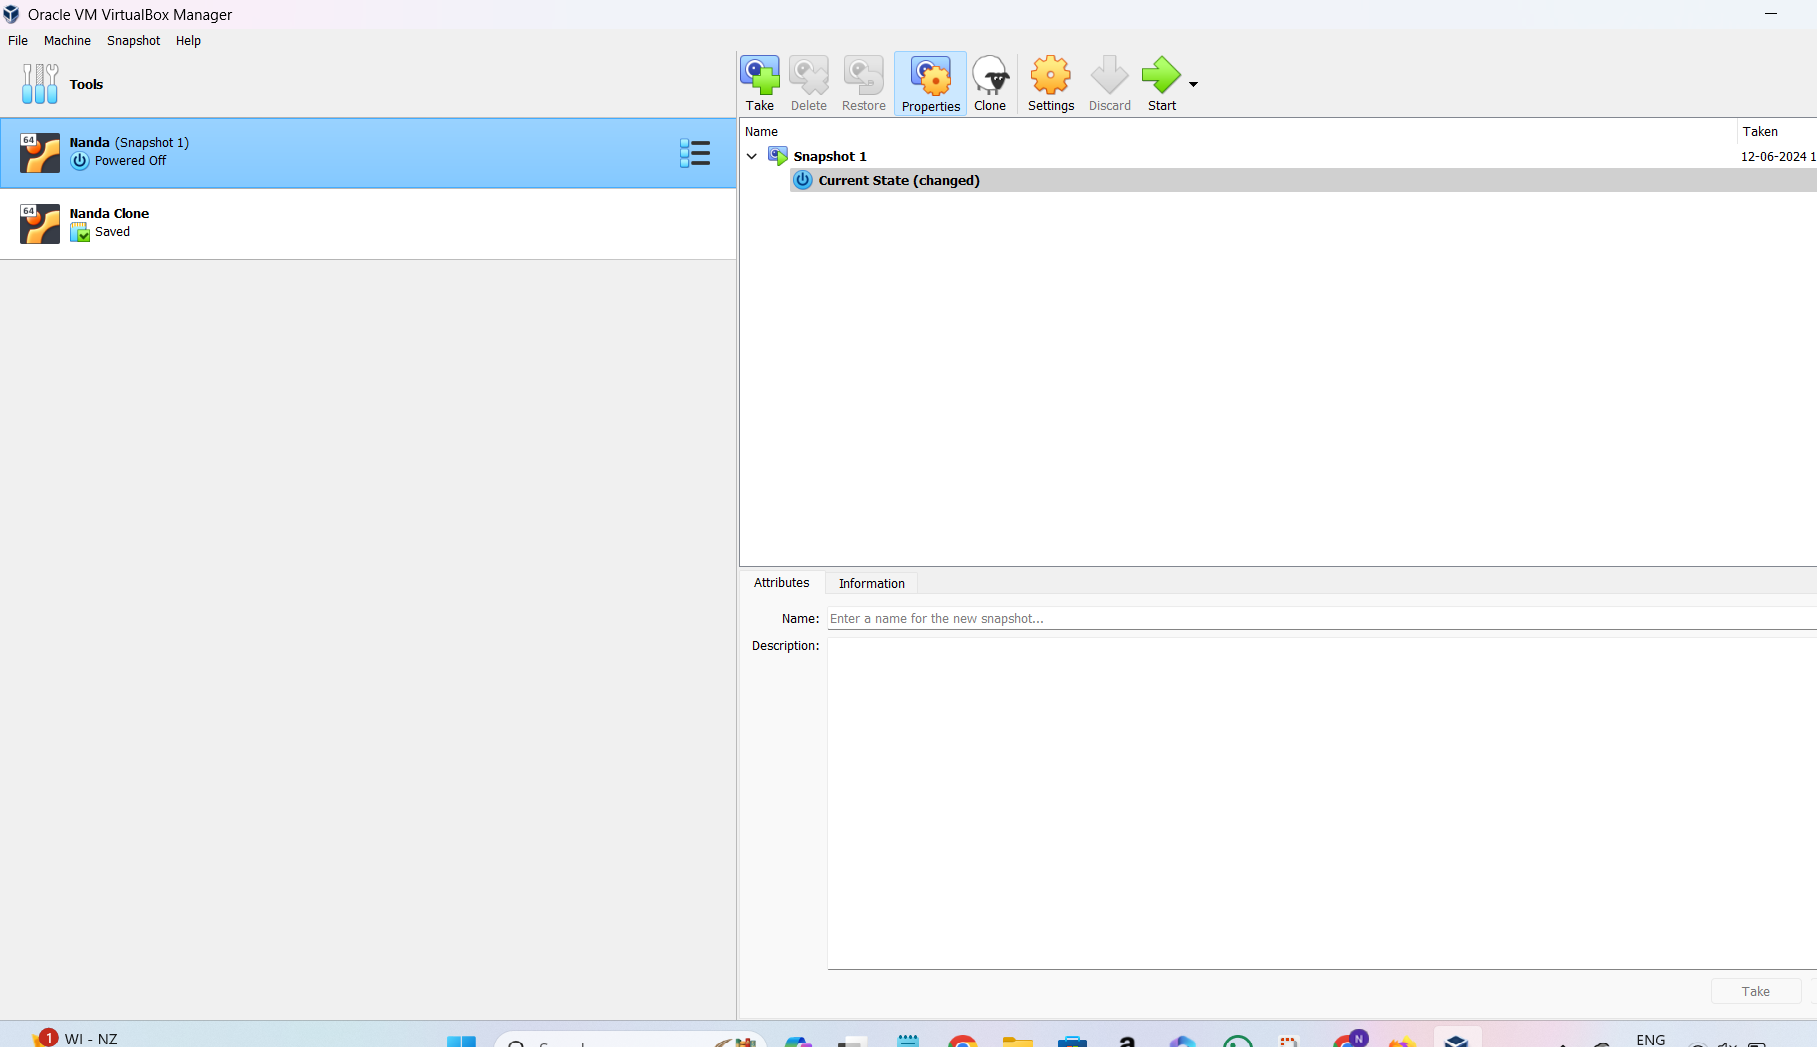 Oracle VM VirtualBox Manager
File Machine Snapshot Help
Tools
64
Nanda (Snapshot 1)
Powered Off
64
Nanda Clone
Saved
Take Delete Restore Properties Clone Settings Discard Start
Name Taken
Snapshot 1 12-06-2024 1
Current State (changed)
Attributes Information
Name: Enter a name for the new snapshot...
Description:
Take
1 WI - NZ
N
ENG